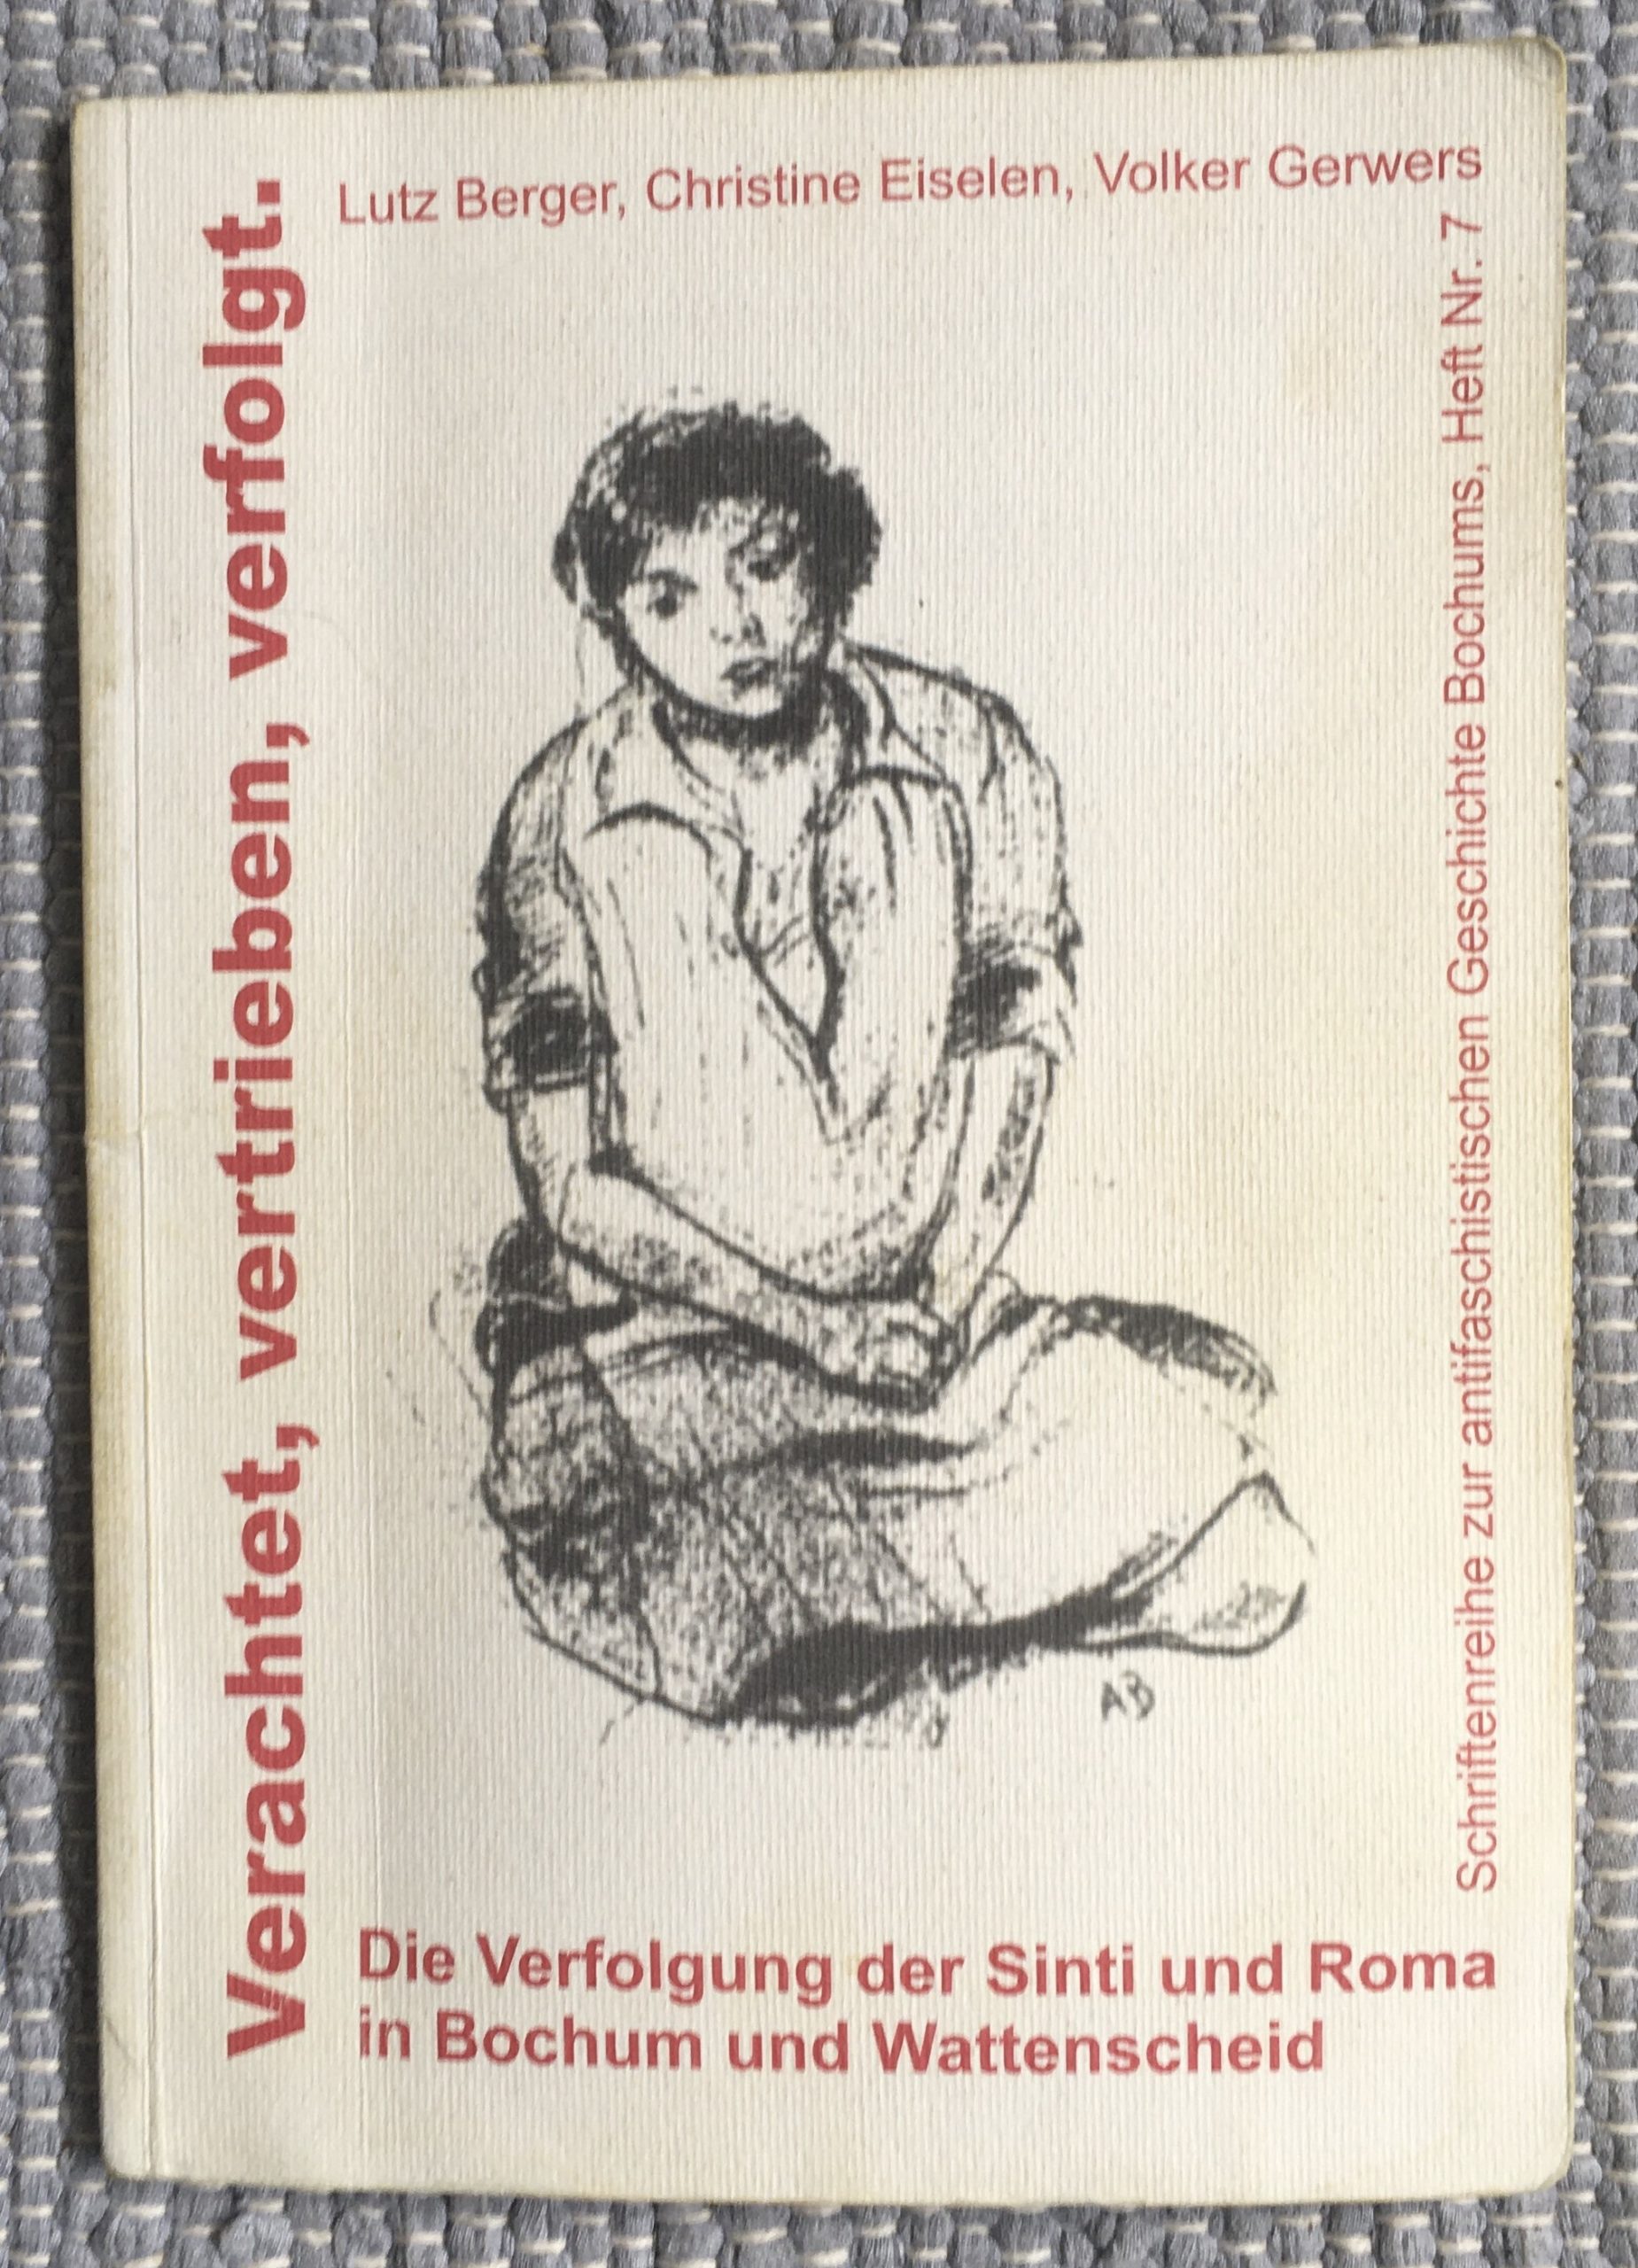 Lutz Berger, Christine Eiselen, Volker Gerwers
Verachtet, vertrieben, verfolgt.
Schriftenreihe zur antifaschistischen Geschichte Bochums, Heft Nr. 7
AB
Die Verfolgung der Sinti und Roma
in Bochum und Wattenscheid